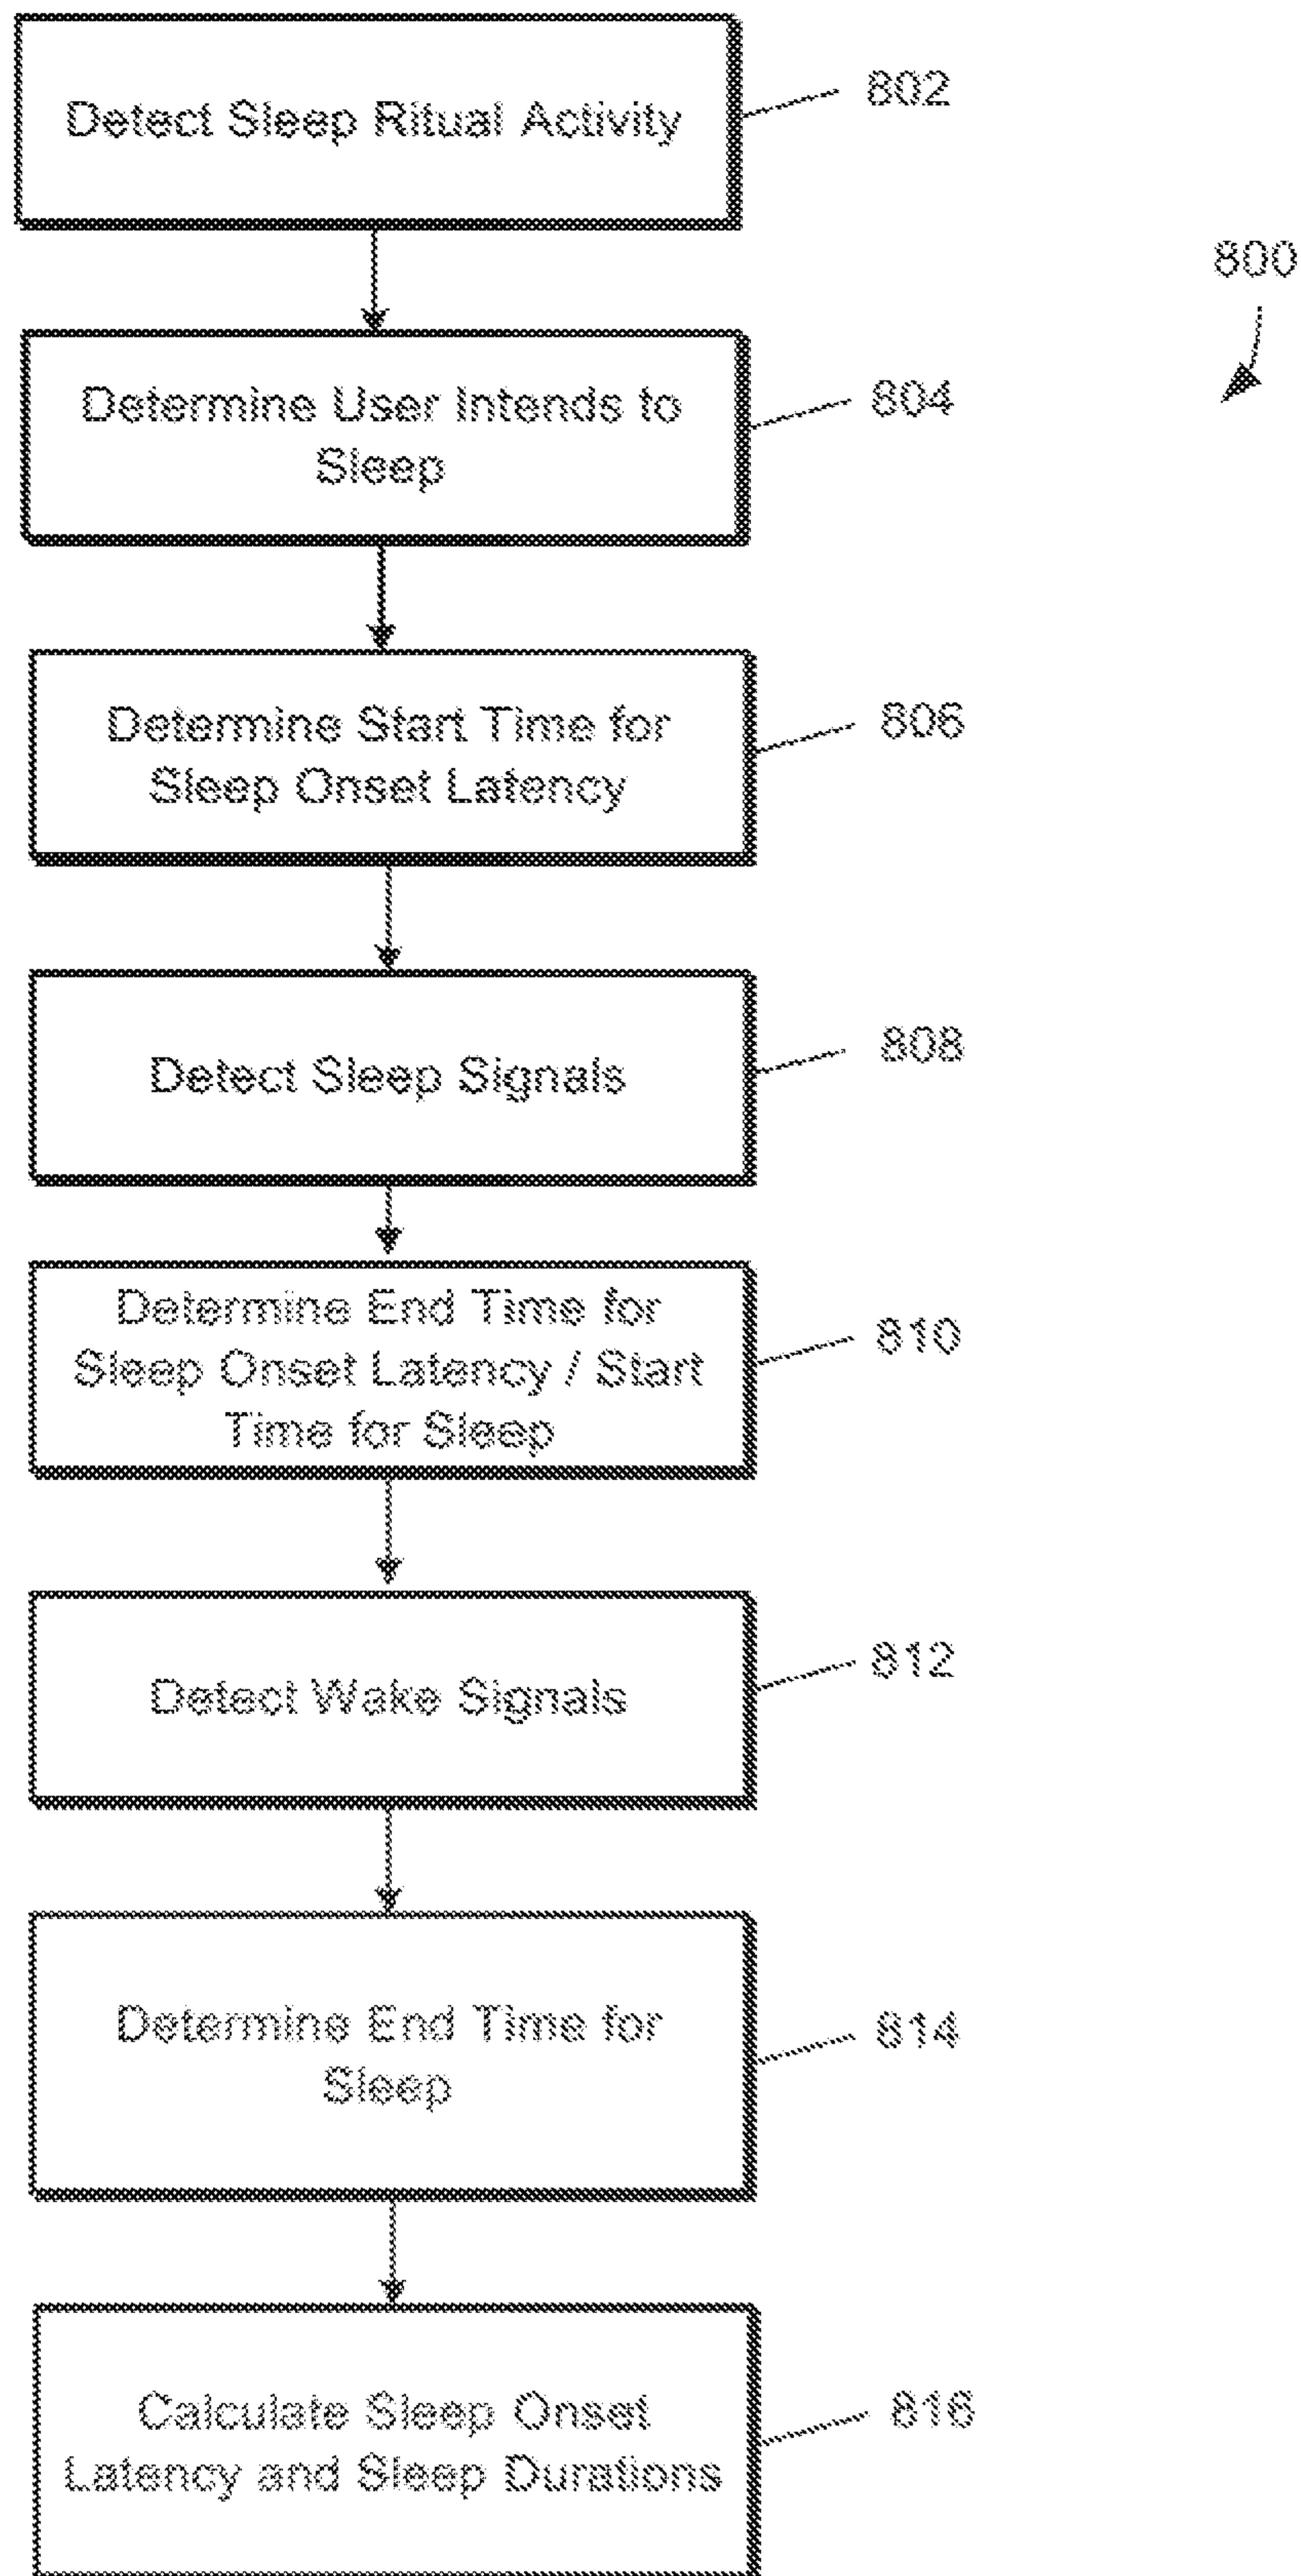 Detect Sleep Ritual Activity
802
800
Determine User Intends to
Sleep
804
Determine Start Time for
Sleep Onset Latency
806
Detect Sleep Signals
808
Determine End Time for
Sleep Onset Latency / Start
Time for Sleep
810
Detect Wake Signals
812
Determine End Time for
Sleep
814
Calculate Sleep Onset
Latency and Sleep Durations
816